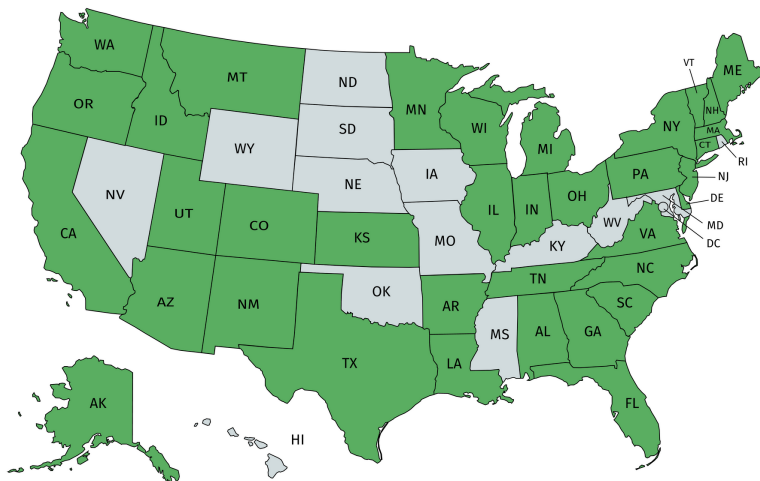 WA
MT
ND
MN
VT
ME
OR
ID
SD
WI
MI
NY
NH
MA
CT
RI
WY
NE
IA
PA
NJ
NV
UT
CO
KS
MO
IL
IN
OH
WV
DE
MD
DC
CA
KY
VA
AZ
NM
OK
AR
TN
NC
SC
TX
LA
MS
AL
GA
FL
AK
HI